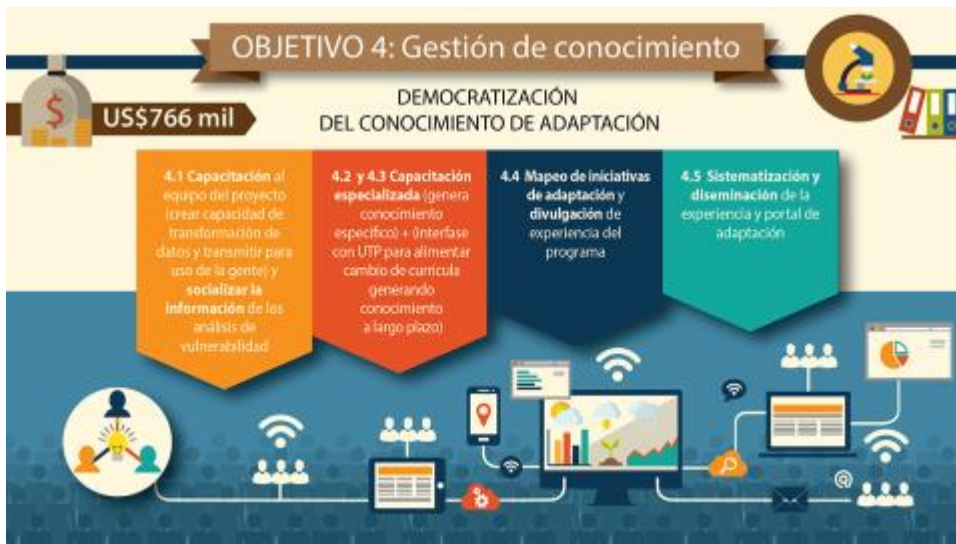 OBJETIVO 4: Gestión de conocimiento
US$766 mil
DEMOCRATIZACIÓN
DEL CONOCIMIENTO DE ADAPTACIÓN
4.1 Capacitación al
equipo del proyecto
(crear capacidad de
transformación de
datos y transmitir para
uso de la gente) y
socializar la
información de los
análisis de
vulnerabilidad
4.2 y 4.3 Capacitación
especializada (genera
conocimiento
específico) + (interfase
con UTP para alimentar
cambio de currícula
generando
conocimiento
a largo plazo)
4.4 Mapeo de iniciativas
de adaptación y
divulgación de
experiencia del
programa
4.5 Sistematización y
diseminación de la
experiencia y portal de
adaptación